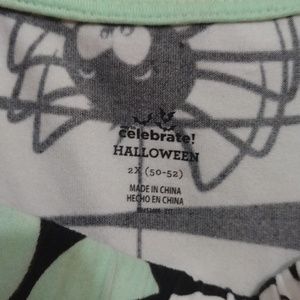 celebrate!
HALLOWEEN
2X (50-52)
MADE IN CHINA
HECHO EN CHINA